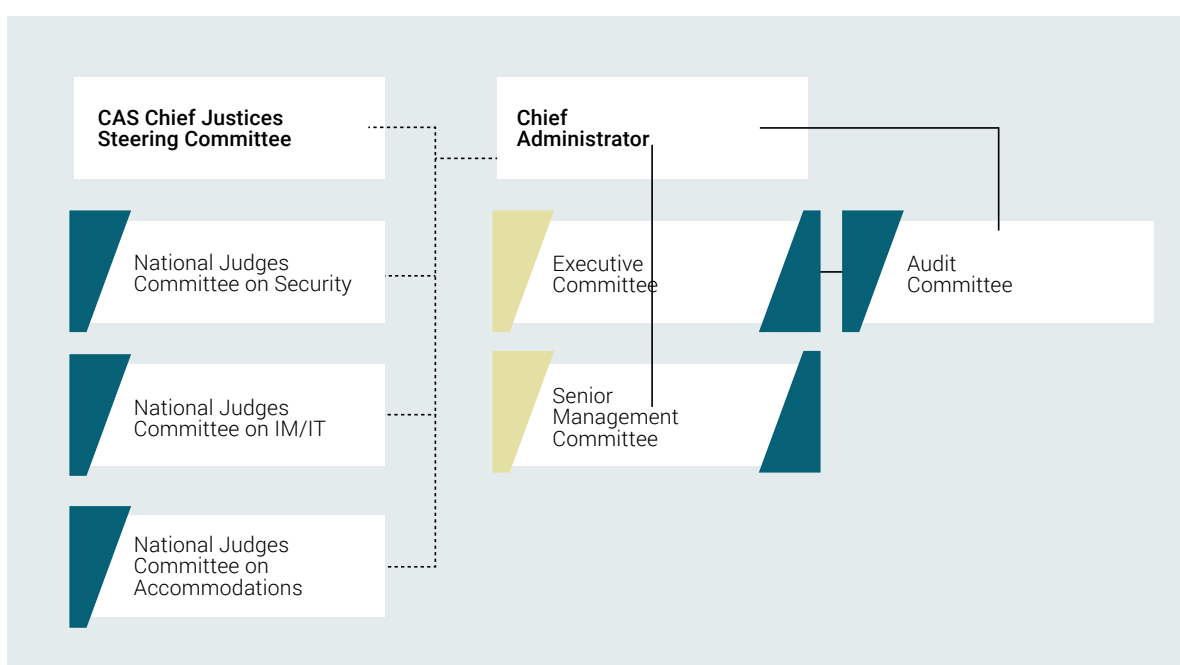 CAS Chief Justices
Steering Committee
Chief
Administrator
National Judges
Committee on Security
Executive
Committee
Audit
Committee
National Judges
Committee on IM/IT
Senior
Management
Committee
National Judges
Committee on
Accommodations